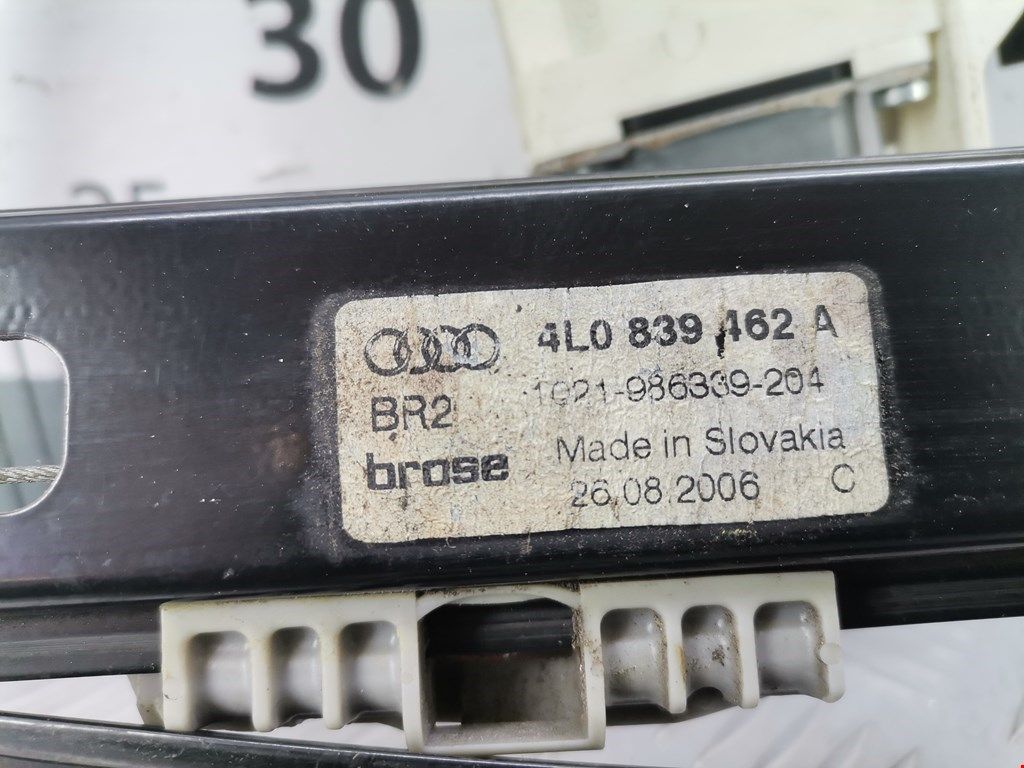 30
4L0 839 462 A
1021-986339-204
BR2
Made in Slovakia
brose
26.08.2006 C